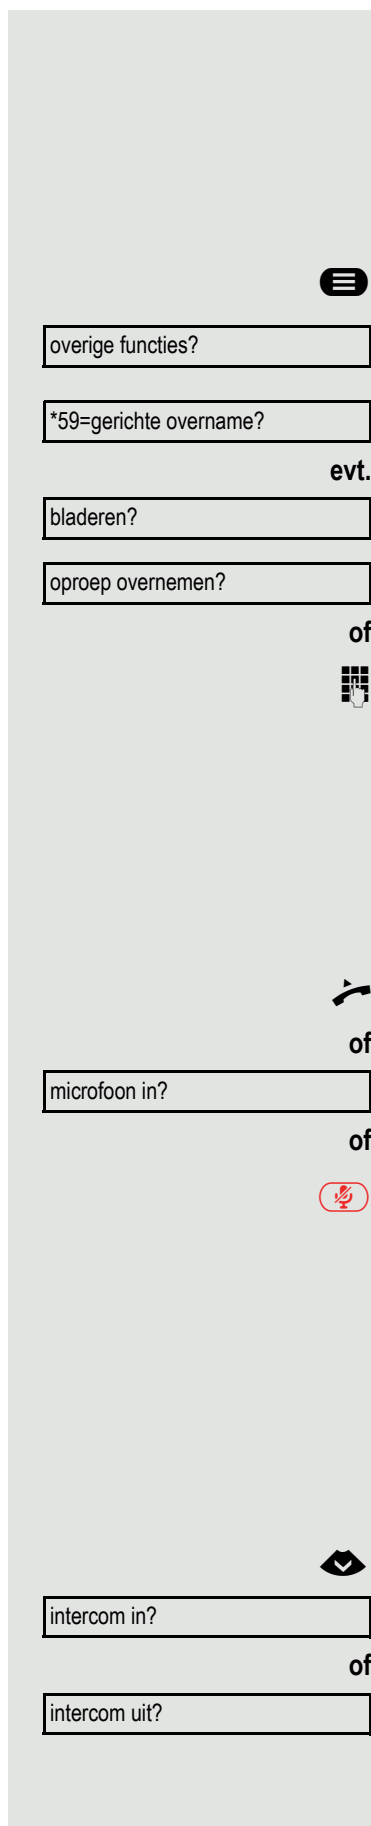 overige functies?
*59=gerichte overname?
evt.
bladeren?
oproep overnemen?
of
of
microfoon in?
of
intercom in?
of
intercom uit?